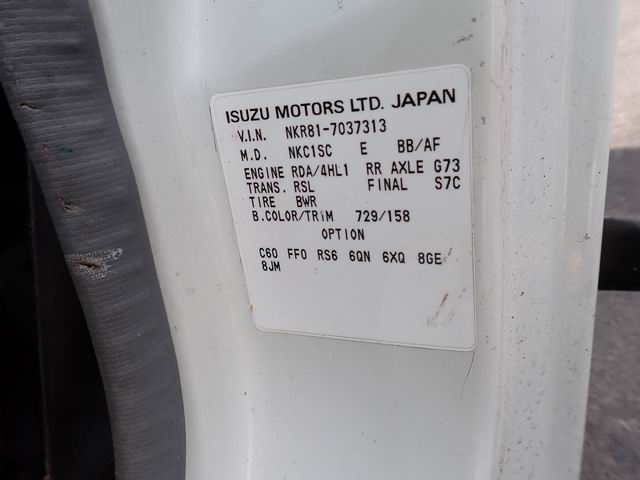 ISUZU MOTORS LTD. JAPAN
V.I.N. NKR81-7037313
M.D. NKC1SC E BB/AF
ENGINE RDA/4HL1 RR AXLE G73
TRANS. RSL FINAL S7C
TIRE BWR
B.COLOR/TRIM 729/158
OPTION
C60 FFO RS6 6QN 6XQ 8GE
8JM